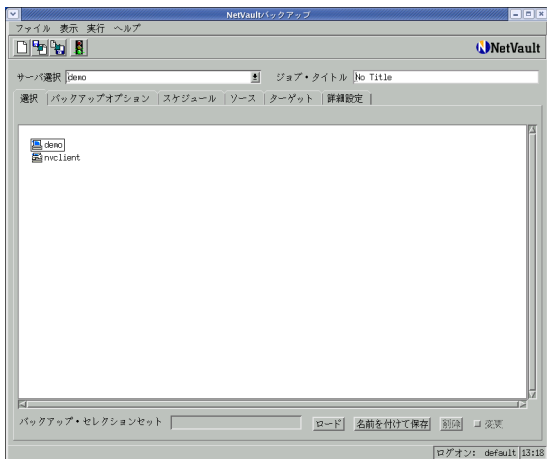 NetVaultバックアップ
ファイル 表示 実行 ヘルプ
NetVault
サーバ選択 demo ジョブ・タイトル No Title
選択 バックアップオプション スケジュール ソース ターゲット 詳細設定
demo
nvclient
バックアップ・セレクションセット ロード 名前を付けて保存 削除 変更
ログオン: default 13:18